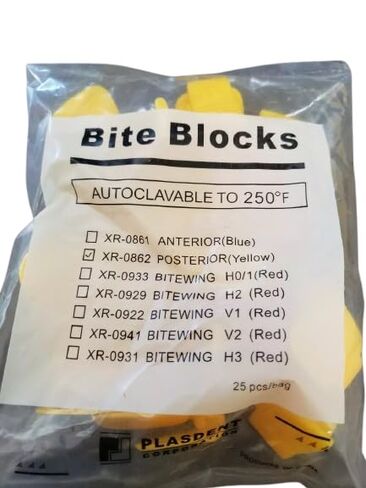 Bite Blocks
AUTOCLAVABLE TO 250°F
XR-0861 ANTERIOR(Blue)
XR-0862 POSTERIOR(Yellow)
XR-0933 BITEWING H0/1(Red)
XR-0929 BITEWING H2 (Red)
XR-0922 BITEWING V1 (Red)
XR-0941 BITEWING V2 (Red)
XR-0931 BITEWING H3 (Red)
25 pcs/bag
PLASDENT
CORPORATION